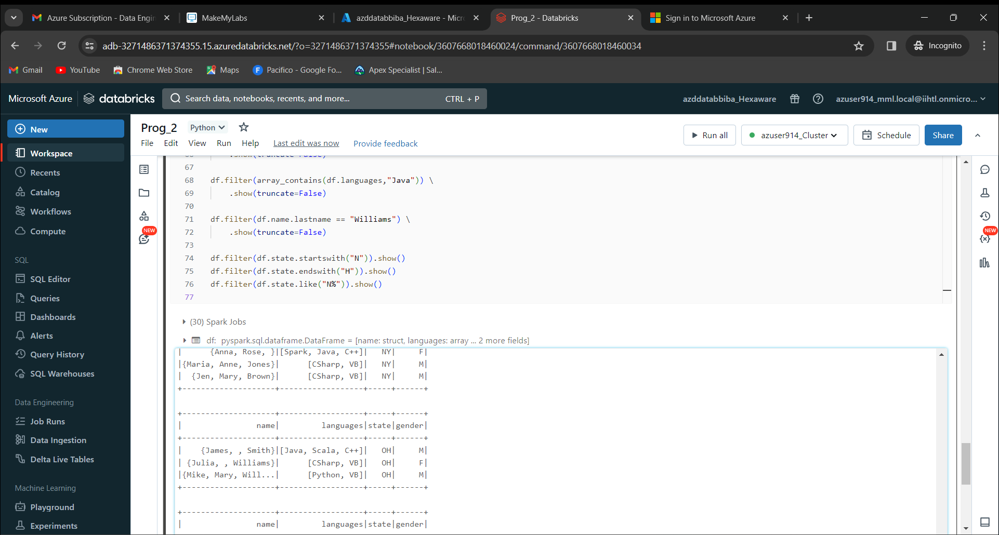 Azure Subscription - Data Engin
MakeMyLabs
azddatabbiba_Hexaware - Micro
Prog_2 - Databricks
Sign in to Microsoft Azure
adb-3271486371374355.15.azuredatabricks.net/?o=3271486371374355#notebook/3607668018460024/command/3607668018460034
Incognito
Gmail
YouTube
Chrome Web Store
Maps
Pacifico - Google Fo...
Apex Specialist | Sal...
Microsoft Azure
databricks
Search data, notebooks, recents, and more...
CTRL + P
azddatabbiba_Hexaware
azuser914_mml.local@iihtl.onmicro...
New
Workspace
Recents
Catalog
Workflows
Compute
SQL
SQL Editor
Queries
Dashboards
Alerts
Query History
SQL Warehouses
Data Engineering
Job Runs
Data Ingestion
Delta Live Tables
Machine Learning
Playground
Experiments
Prog_2
Python
File Edit View Run Help Last edit was now Provide feedback
Run all
azuser914_Cluster
Schedule
Share
NEW
NEW
66 .show(truncate=False)
67
68 df.filter(array_contains(df.languages,"Java")) \
69 .show(truncate=False)
70
71 df.filter(df.name.lastname == "Williams") \
72 .show(truncate=False)
73
74 df.filter(df.state.startswith("N")).show()
75 df.filter(df.state.endswith("H")).show()
76 df.filter(df.state.like("N%")).show()
77
(30) Spark Jobs
df: pyspark.sql.dataframe.DataFrame = [name: struct, languages: array ... 2 more fields]
|      {Anna, Rose, }|[Spark, Java, C++]|   NY|     F|
|{Maria, Anne, Jones}|      [CSharp, VB]|   NY|     M|
|  {Jen, Mary, Brown}|      [CSharp, VB]|   NY|     M|
+--------------------+------------------+-----+------+
+--------------------+------------------+-----+------+
|                name|         languages|state|gender|
+--------------------+------------------+-----+------+
|    {James, , Smith}|[Java, Scala, C++]|   OH|     M|
| {Julia, , Williams}|      [CSharp, VB]|   OH|     F|
|{Mike, Mary, Will...|      [Python, VB]|   OH|     M|
+--------------------+------------------+-----+------+
+--------------------+------------------+-----+------+
|                name|         languages|state|gender|